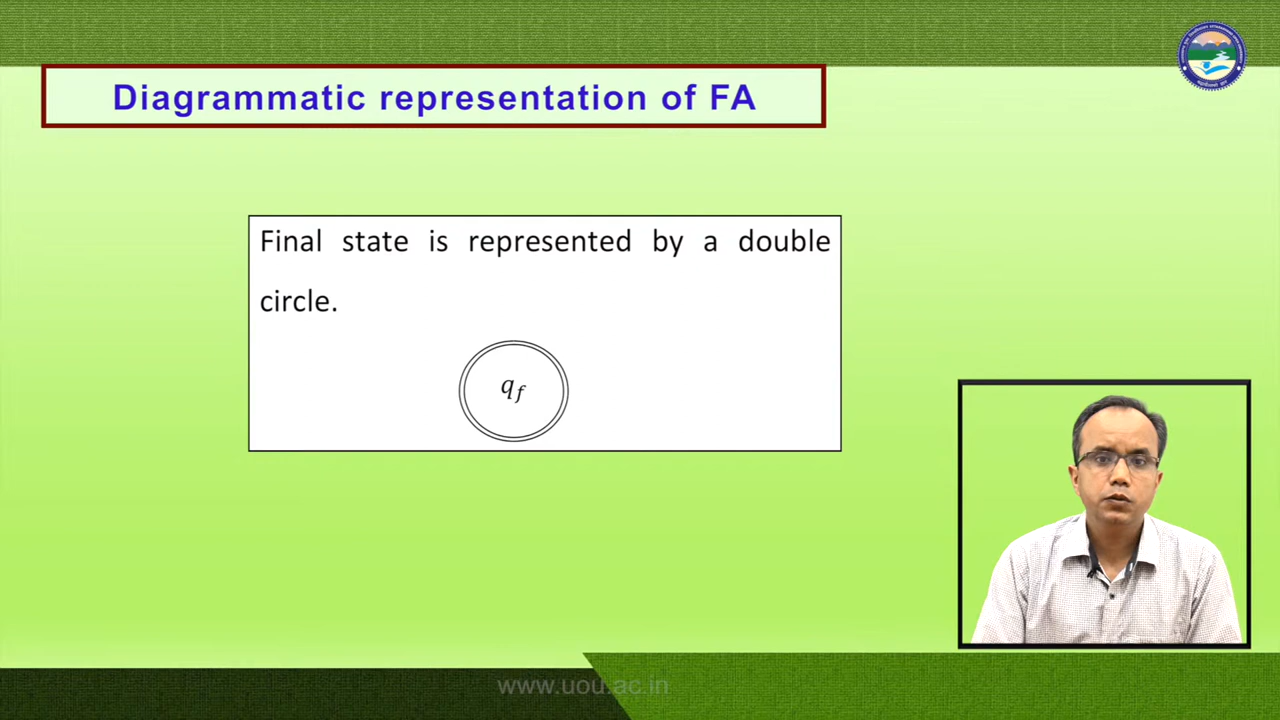 Diagrammatic representation of FA
Final state is represented by a double
circle.
q_f
www.uou.ac.in